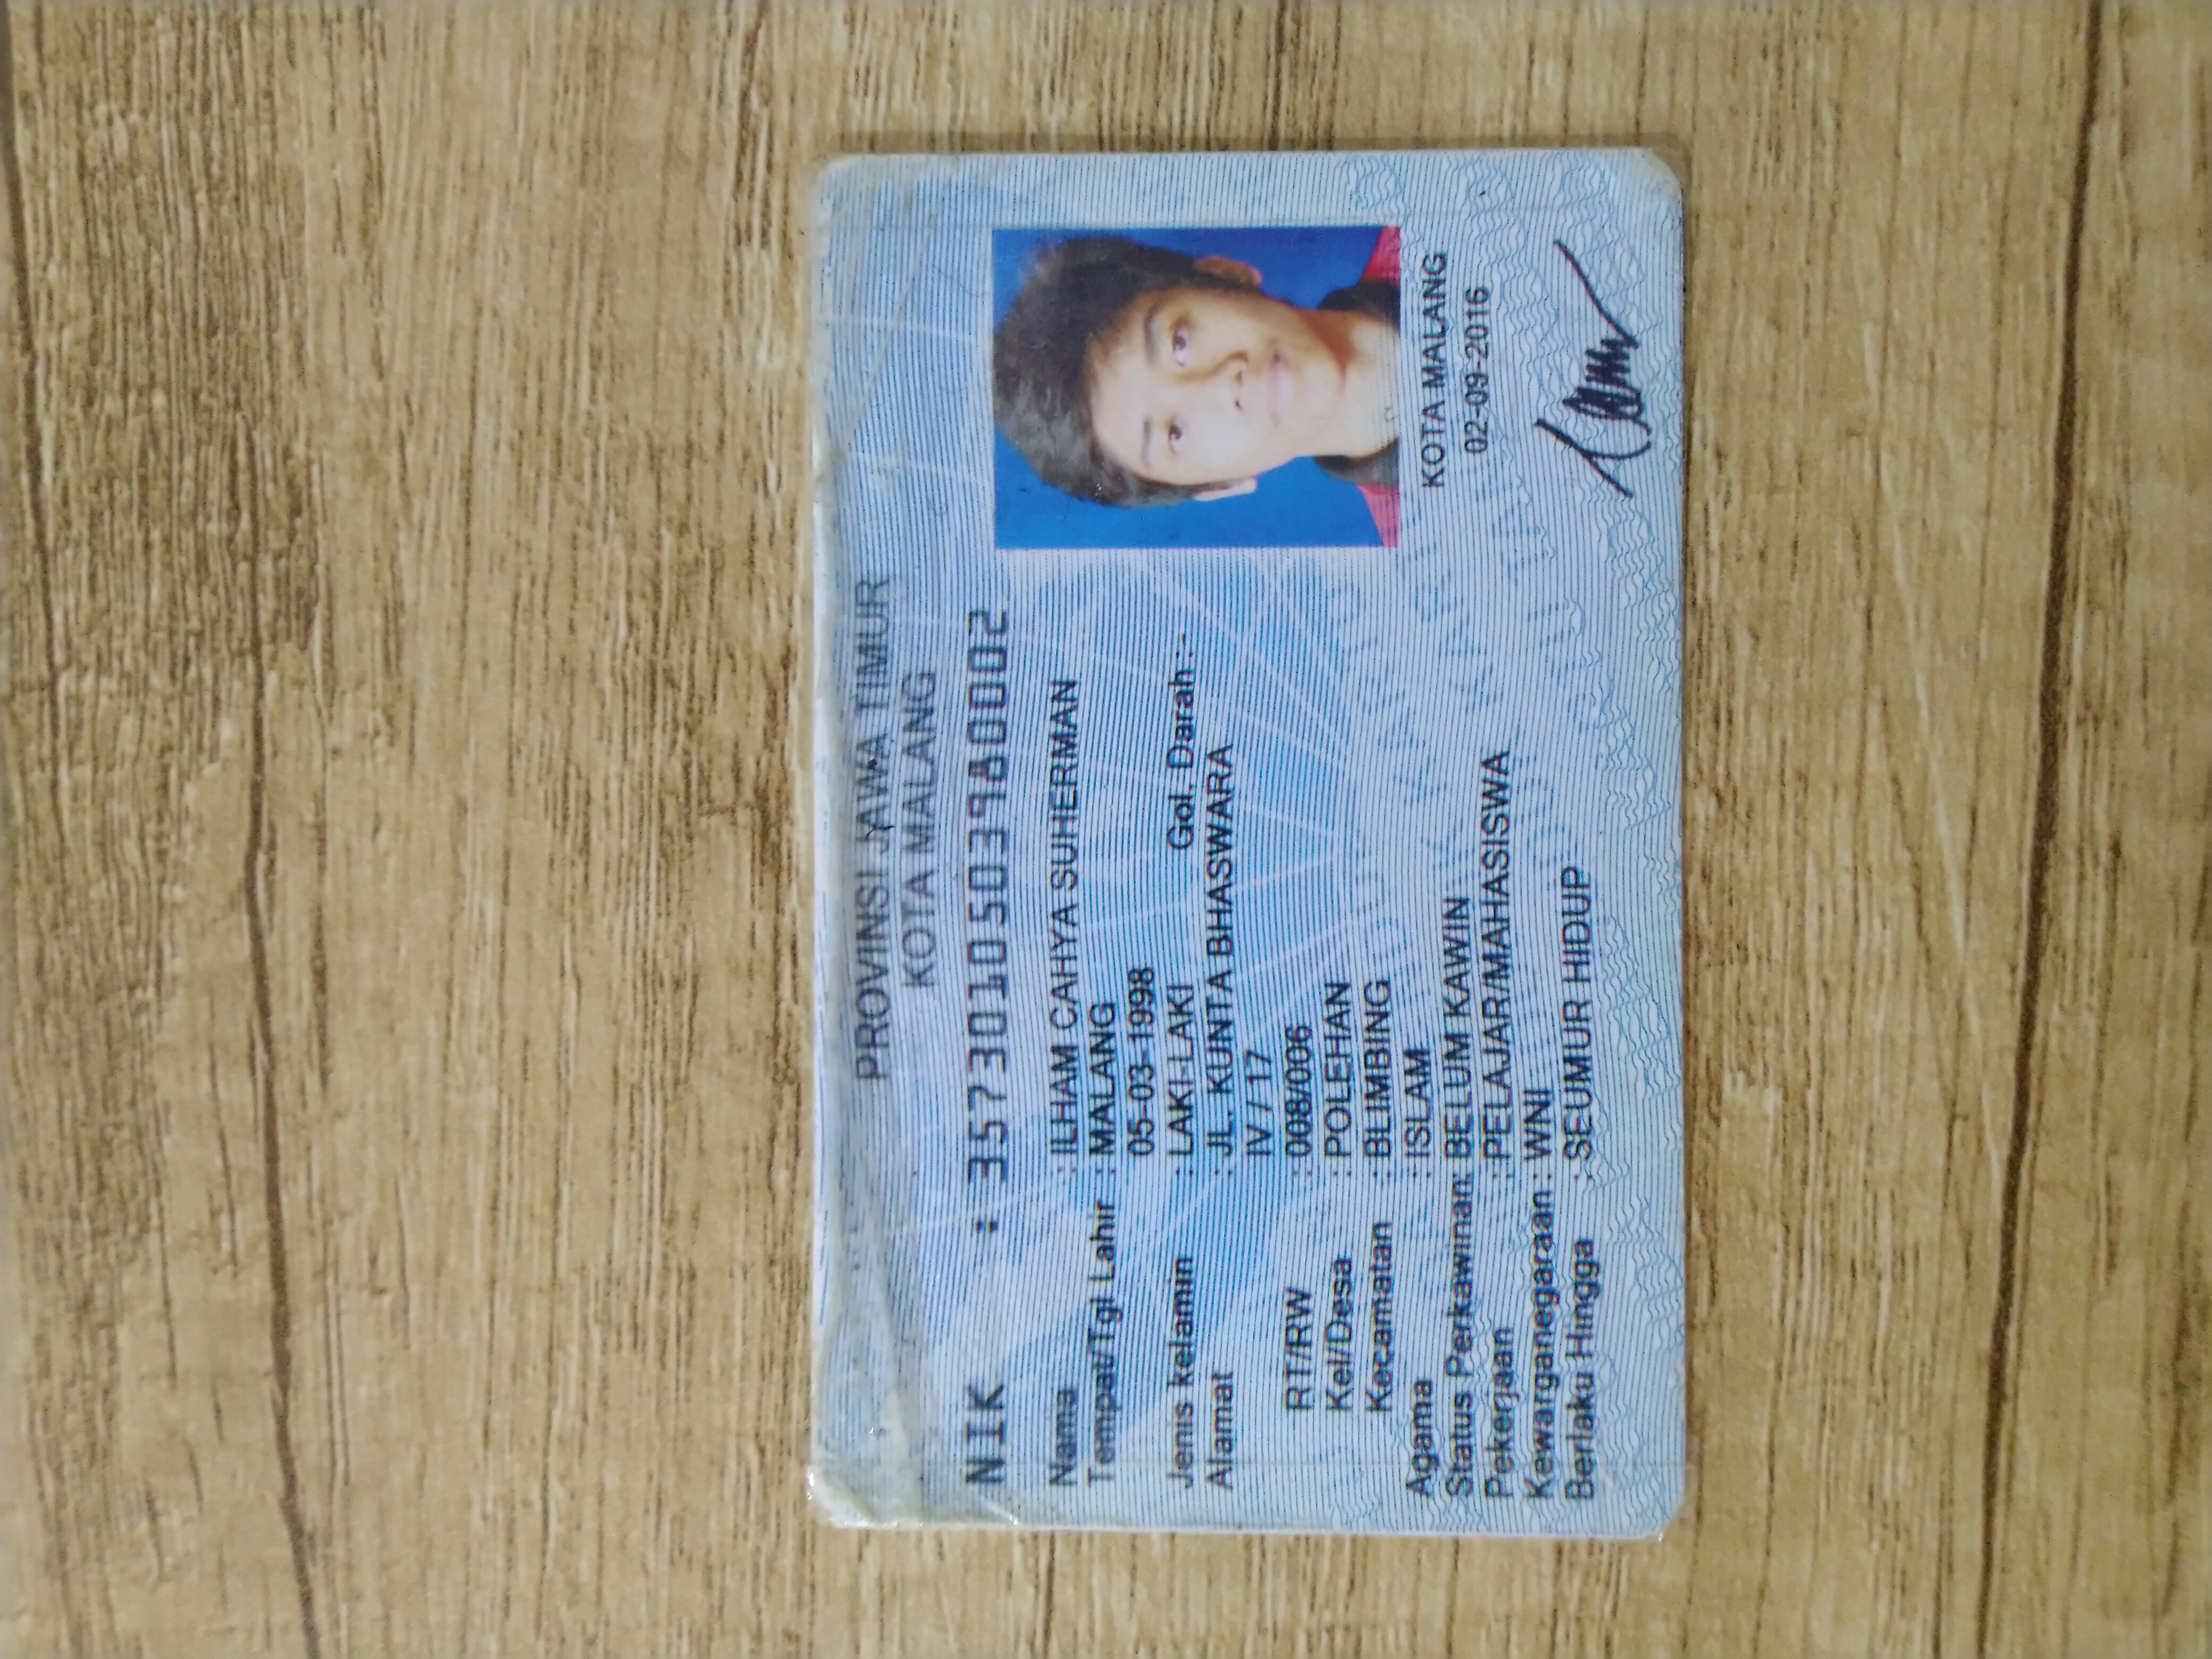 PROVINSI JAWA TIMUR
KOTA MALANG
NIK : 3573010503980002
Nama : ILHAM CAHYA SUHERMAN
Tempat/Tgl Lahir : MALANG
05-03-1998
Jenis kelamin : LAKI-LAKI Gol. Darah :-
Alamat : JL. KUNTA BHASWARA
IV / 17
RT/RW : 008/006
Kel/Desa : POLEHAN
Kecamatan : BLIMBING
Agama : ISLAM
Status Perkawinan: BELUM KAWIN
Pekerjaan : PELAJAR/MAHASISWA
Kewarganegaraan : WNI
Berlaku Hingga : SEUMUR HIDUP
KOTA MALANG
02-09-2016